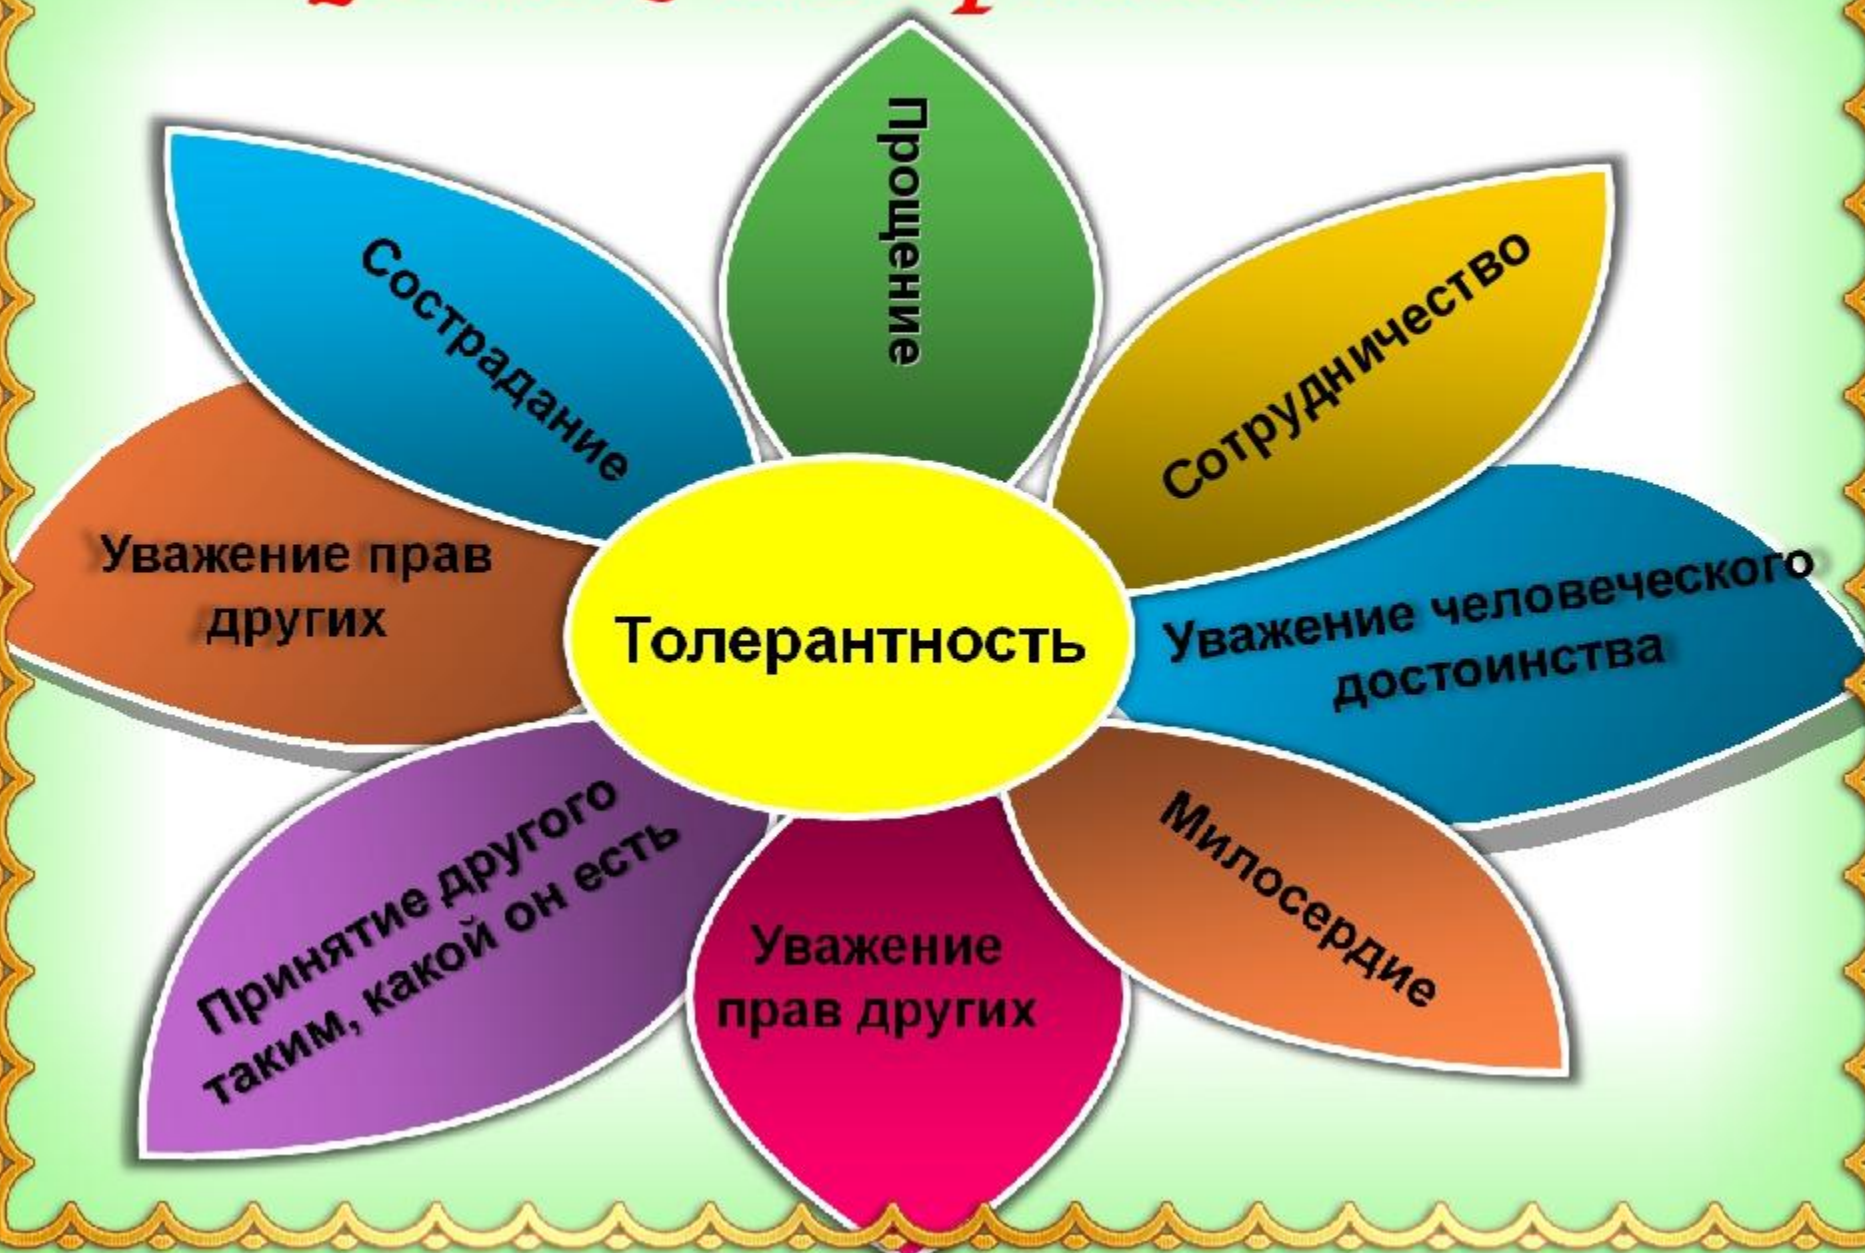 Прощение
Сострадание
Сотрудничество
Уважение прав
других
Толерантность
Уважение человеческого
достоинства
Принятие другого
таким, какой он есть
Уважение
прав других
Милосердие